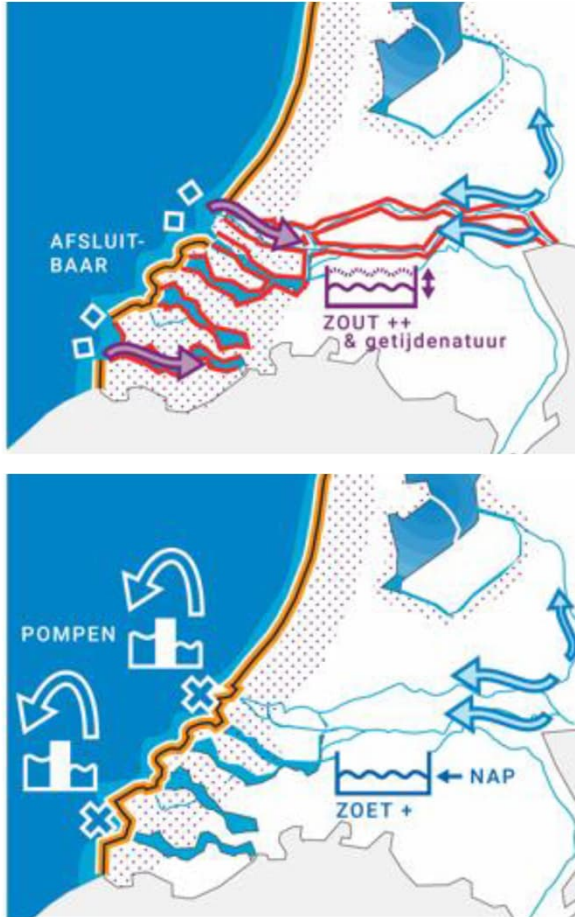 AFSLUIT-
BAAR
ZOUT ++
& getijdenatuur
POMPEN
NAP
ZOET +